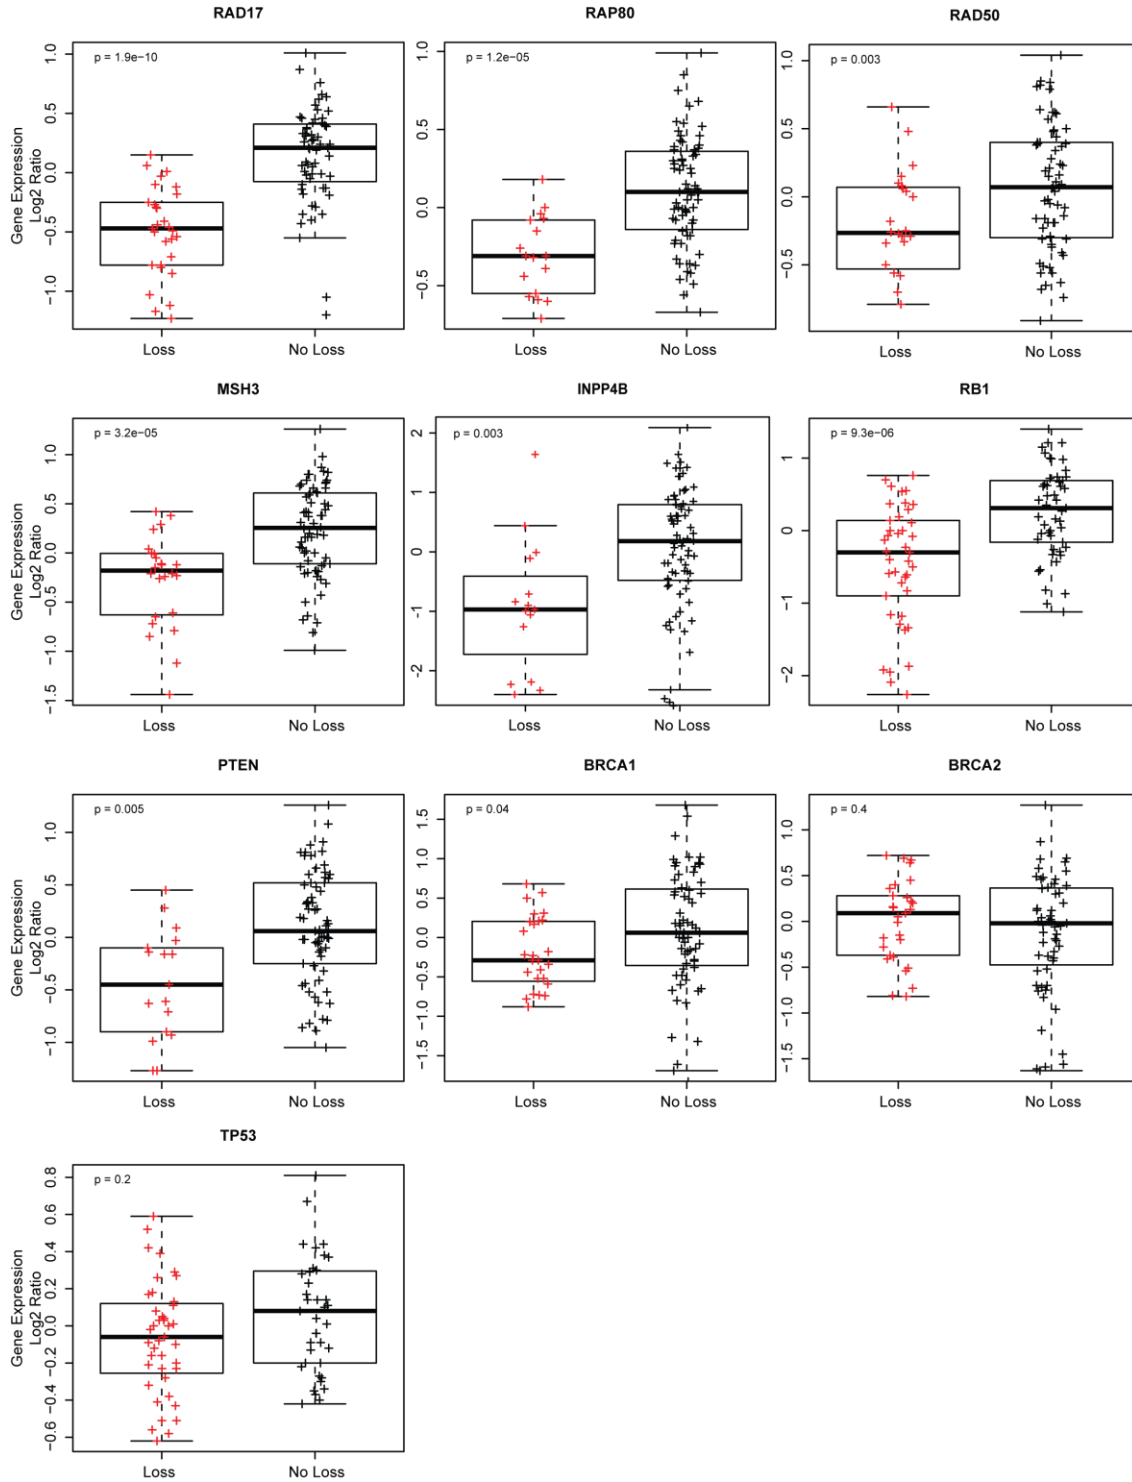 RAD17
RAP80
RAD50
p = 1.9e−10
p = 1.2e−05
p = 0.003
Gene Expression
Log2 Ratio
1.0
0.5
0.0
−0.5
−1.0
1.0
0.5
0.0
−0.5
1.0
0.5
0.0
−0.5
Loss
No Loss
Loss
No Loss
Loss
No Loss
MSH3
INPP4B
RB1
p = 3.2e−05
p = 0.003
p = 9.3e−06
Gene Expression
Log2 Ratio
1.0
0.5
0.0
−0.5
−1.0
−1.5
2
1
0
−1
−2
1
0
−1
−2
Loss
No Loss
Loss
No Loss
Loss
No Loss
PTEN
BRCA1
BRCA2
p = 0.005
p = 0.04
p = 0.4
Gene Expression
Log2 Ratio
1.0
0.5
0.0
−0.5
−1.0
1.5
1.0
0.5
0.0
−0.5
−1.0
−1.5
1.0
0.5
0.0
−0.5
−1.0
−1.5
Loss
No Loss
Loss
No Loss
Loss
No Loss
TP53
p = 0.2
Gene Expression
Log2 Ratio
0.8
0.6
0.4
0.2
0.0
−0.2
−0.4
−0.6
Loss
No Loss